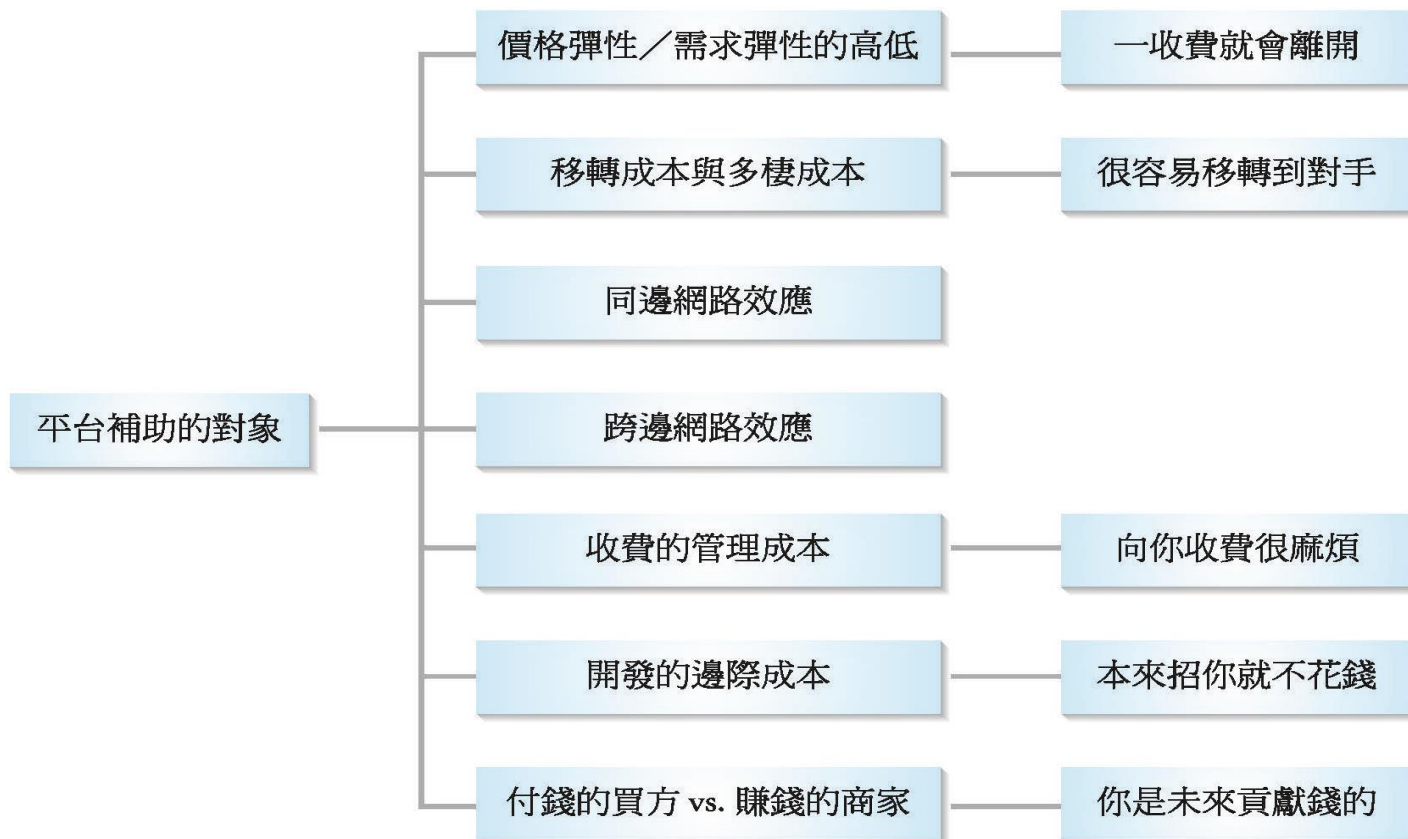 價格彈性／需求彈性的高低
一收費就會離開
移轉成本與多棲成本
很容易移轉到對手
同邊網路效應
平台補助的對象
跨邊網路效應
收費的管理成本
向你收費很麻煩
開發的邊際成本
本來招你就不花錢
付錢的買方 vs. 賺錢的商家
你是未來貢獻錢的